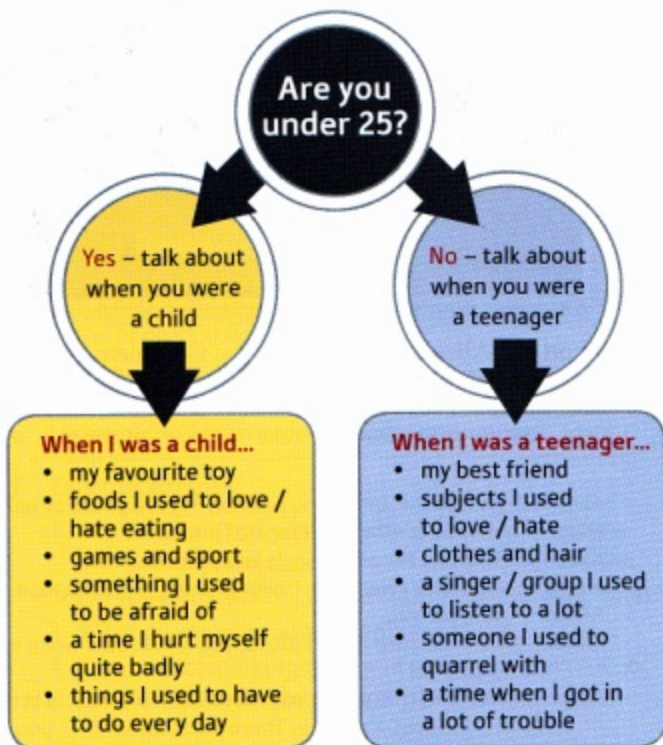 Are you
under 25?
Yes – talk about
when you were
a child
No – talk about
when you were
a teenager
When I was a child...
• my favourite toy
• foods I used to love /
hate eating
• games and sport
• something I used
to be afraid of
• a time I hurt myself
quite badly
• things I used to have
to do every day
When I was a teenager...
• my best friend
• subjects I used
to love / hate
• clothes and hair
• a singer / group I used
to listen to a lot
• someone I used to
quarrel with
• a time when I got in
a lot of trouble